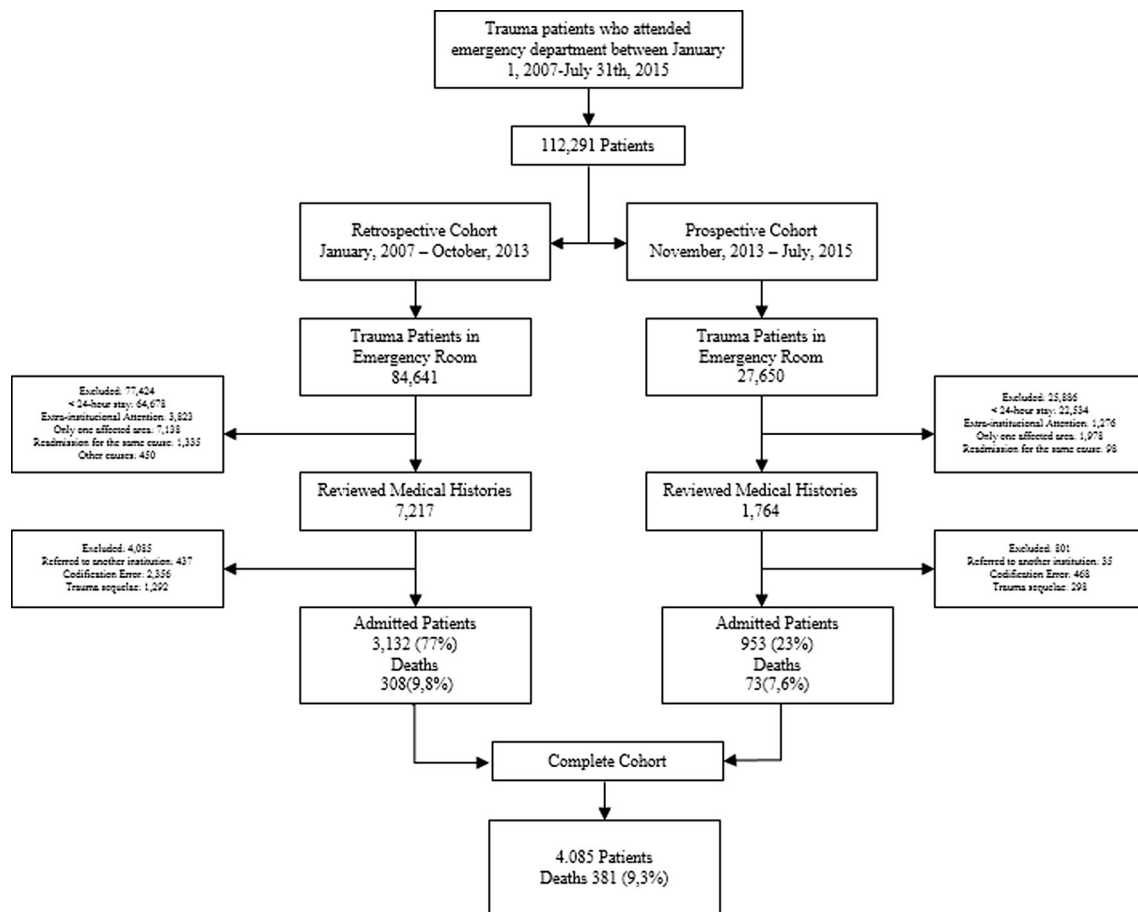 Trauma patients who attended
emergency department between January
1, 2007-July 31th, 2015
112,291 Patients
Retrospective Cohort
January, 2007 – October, 2013
Prospective Cohort
November, 2013 – July, 2015
Trauma Patients in
Emergency Room
84,641
Trauma Patients in
Emergency Room
27,650
Excluded: 77,424
< 24-hour stay: 64,678
Extra-institucional Attention: 3,823
Only one affected area: 7,138
Readmission for the same cause: 1,335
Other causes: 450
Excluded: 25,886
< 24-hour stay: 22,534
Extra-institucional Attention: 1,276
Only one affected area: 1,978
Readmission for the same cause: 98
Reviewed Medical Histories
7,217
Reviewed Medical Histories
1,764
Excluded: 4,085
Referred to another institution: 437
Codification Error: 2,356
Trauma sequelae: 1,292
Excluded: 801
Referred to another institution: 35
Codification Error: 468
Trauma sequelae: 298
Admitted Patients
3,132 (77%)
Deaths
308(9,8%)
Admitted Patients
953 (23%)
Deaths
73(7,6%)
Complete Cohort
4.085 Patients
Deaths 381 (9,3%)